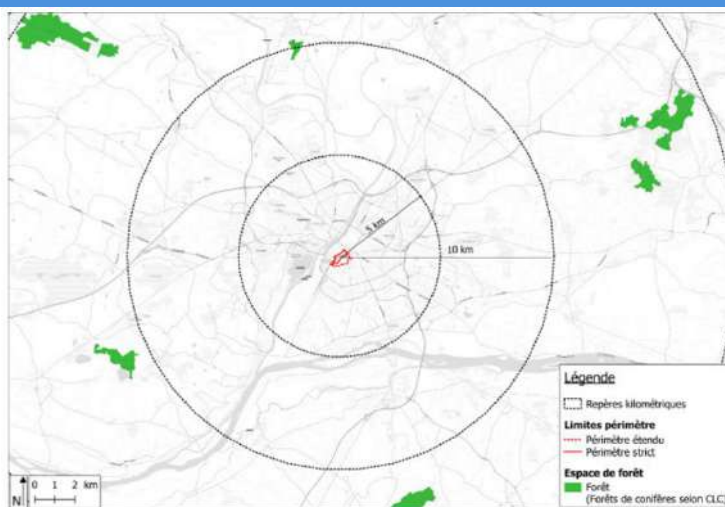 5 km
10 km
Légende
Repères kilométriques
Limites périmètre
Périmètre étendu
Périmètre strict
Espace de forêt
Forêt
(Forêts de conifères selon CLC)
N
0 1 2 km